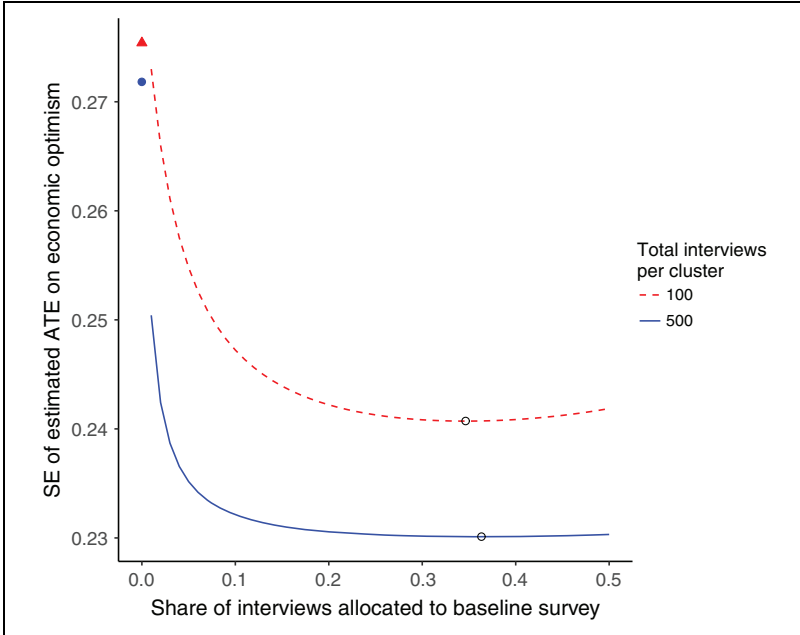 0.27
0.26
0.25
0.24
0.23
SE of estimated ATE on economic optimism
0.0 0.1 0.2 0.3 0.4 0.5
Share of interviews allocated to baseline survey
Total interviews
per cluster
100
500